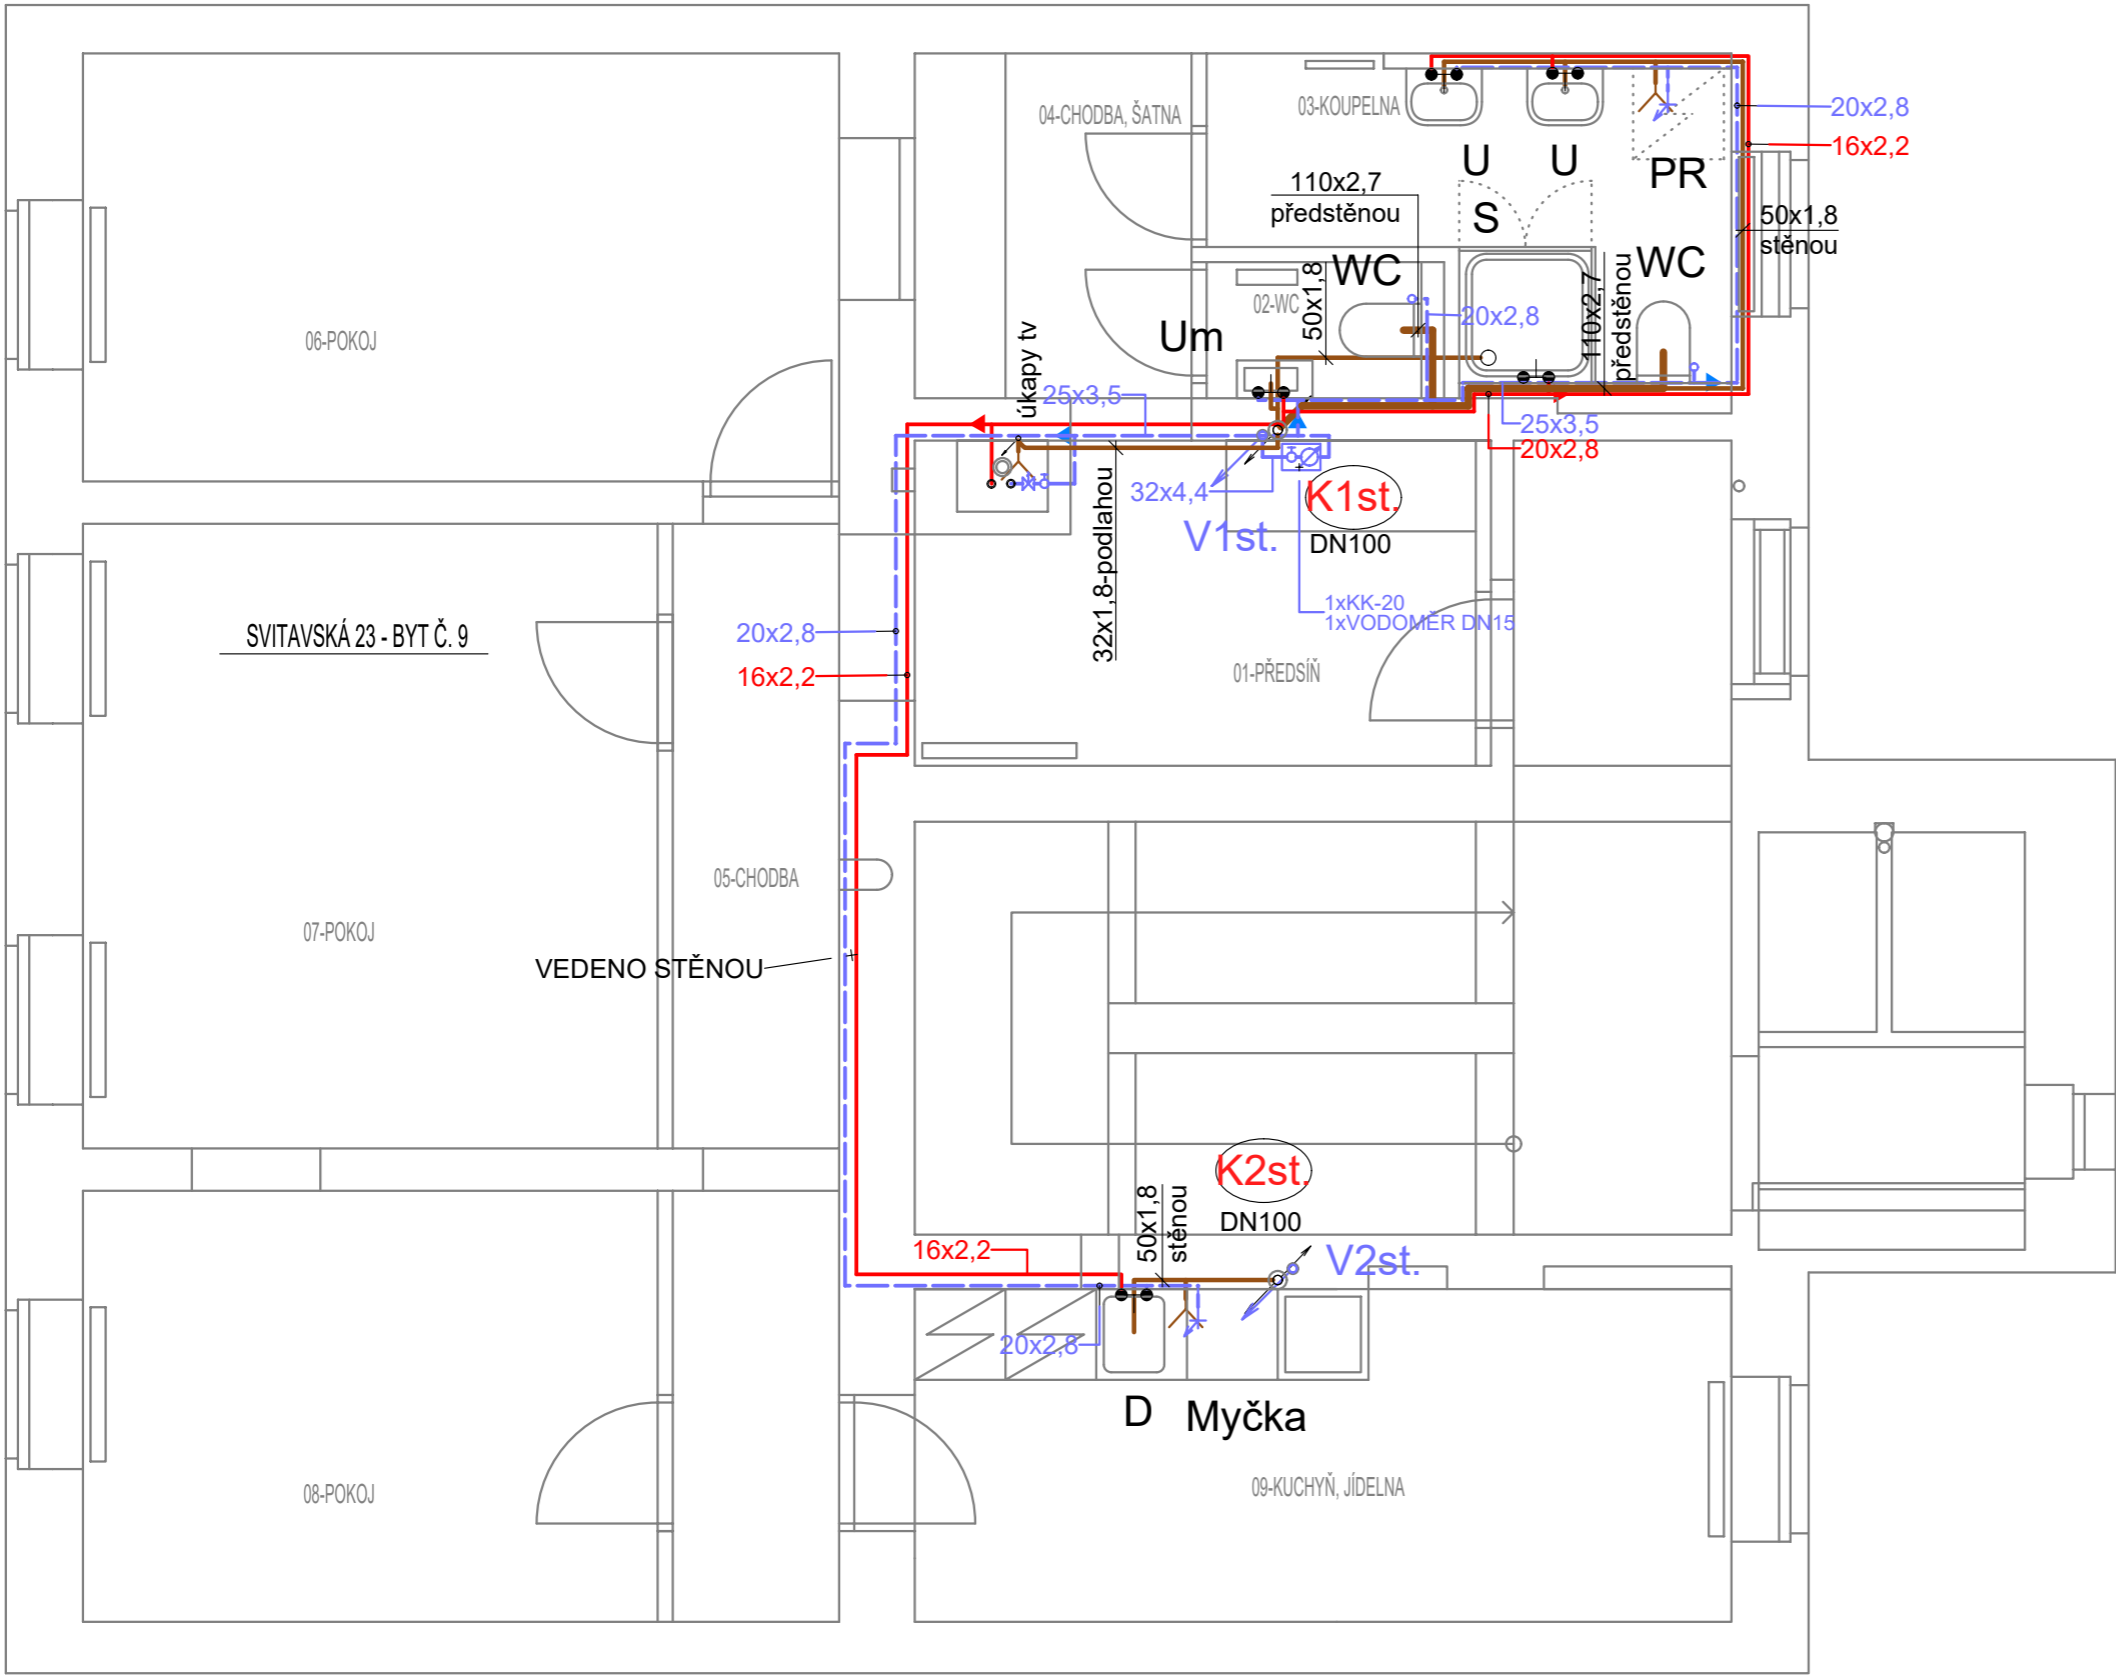 04-CHODBA, ŠATNA
03-KOUPELNA
20x2,8
16x2,2
U
U
PR
110x2,7
předstěnou
S
50x1,8
stěnou
WC
WC
50x1,8
02-WC
20x2,8
110x2,7
předstěnou
Um
06-POKOJ
úkapy tv
25x3,5
25x3,5
20x2,8
32x4,4
K1st.
V1st.
DN100
32x1,8-podlahou
1xKK-20
1xVODOMĚR DN15
SVITAVSKÁ 23 - BYT Č. 9
20x2,8
16x2,2
01-PŘEDSÍŇ
05-CHODBA
07-POKOJ
VEDENO STĚNOU
K2st.
50x1,8
stěnou
DN100
16x2,2
V2st.
20x2,8
D
Myčka
08-POKOJ
09-KUCHYŇ, JÍDELNA